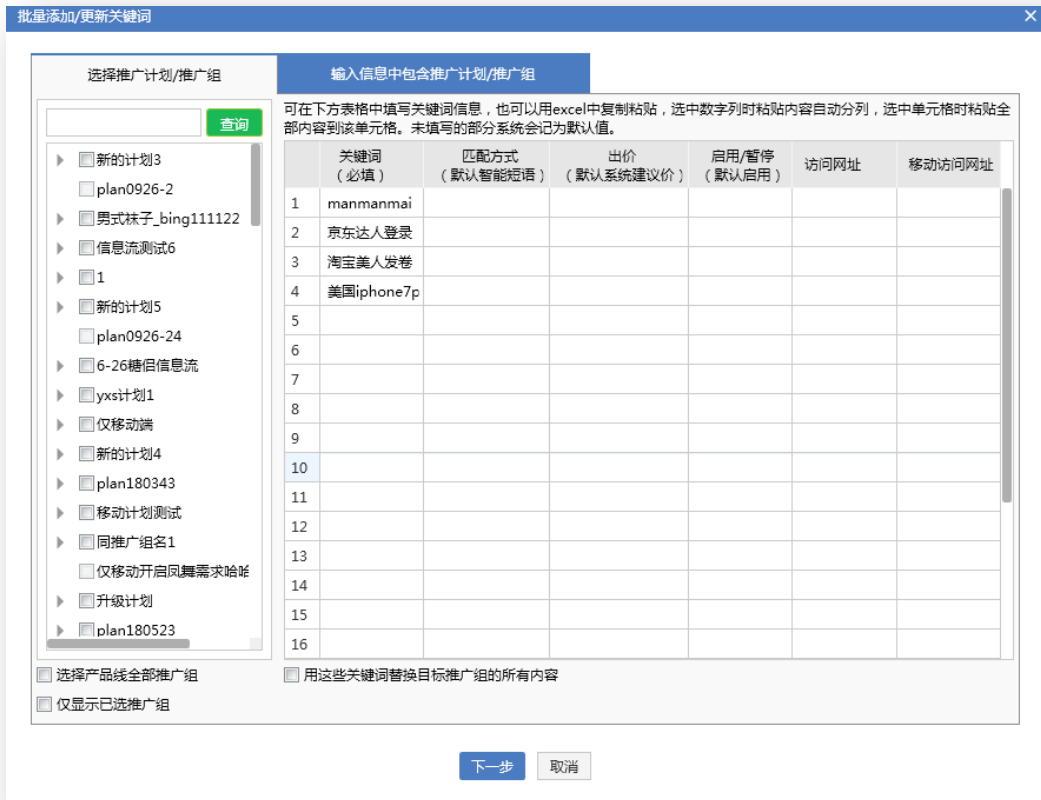 批量添加/更新关键词
选择推广计划/推广组
输入信息中包含推广计划/推广组
查询
新的计划3
plan0926-2
男式袜子_bing111122
信息流测试6
1
新的计划5
plan0926-24
6-26糖侣信息流
yxs计划1
仅移动端
新的计划4
plan180343
移动计划测试
同推广组名1
仅移动开启凤舞需求哈哈
升级计划
plan180523
选择产品线全部推广组
仅显示已选推广组
可在下方表格中填写关键词信息，也可以用excel中复制粘贴，选中数字列时粘贴内容自动分列，选中单元格时粘贴全
部内容到该单元格。未填写的部分系统会记为默认值。
关键词 匹配方式 出价 启用/暂停 访问网址 移动访问网址
（必填） （默认智能短语） （默认系统建议价） （默认启用）
1 manmanmai
2 京东达人登录
3 淘宝美人发卷
4 美国iphone7p
5
6
7
8
9
10
11
12
13
14
15
16
用这些关键词替换目标推广组的所有内容
下一步 取消